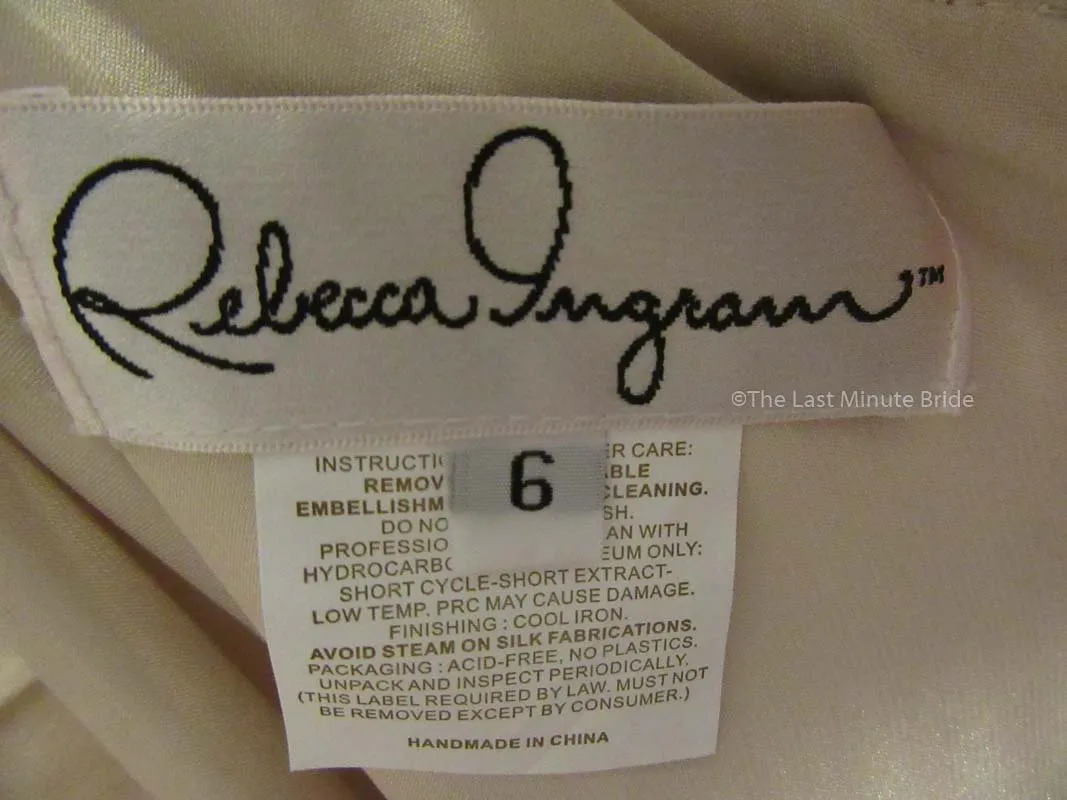 Rebecca Ingram™
©The Last Minute Bride
6
INSTRUCTI R CARE:
REMOV ABLE
EMBELLISHM CLEANING.
DO NO SH.
PROFESSIO AN WITH
HYDROCARB EUM ONLY:
SHORT CYCLE-SHORT EXTRACT-
LOW TEMP. PRC MAY CAUSE DAMAGE.
FINISHING : COOL IRON.
AVOID STEAM ON SILK FABRICATIONS.
PACKAGING : ACID-FREE, NO PLASTICS.
UNPACK AND INSPECT PERIODICALLY.
(THIS LABEL REQUIRED BY LAW. MUST NOT
BE REMOVED EXCEPT BY CONSUMER.)
HANDMADE IN CHINA